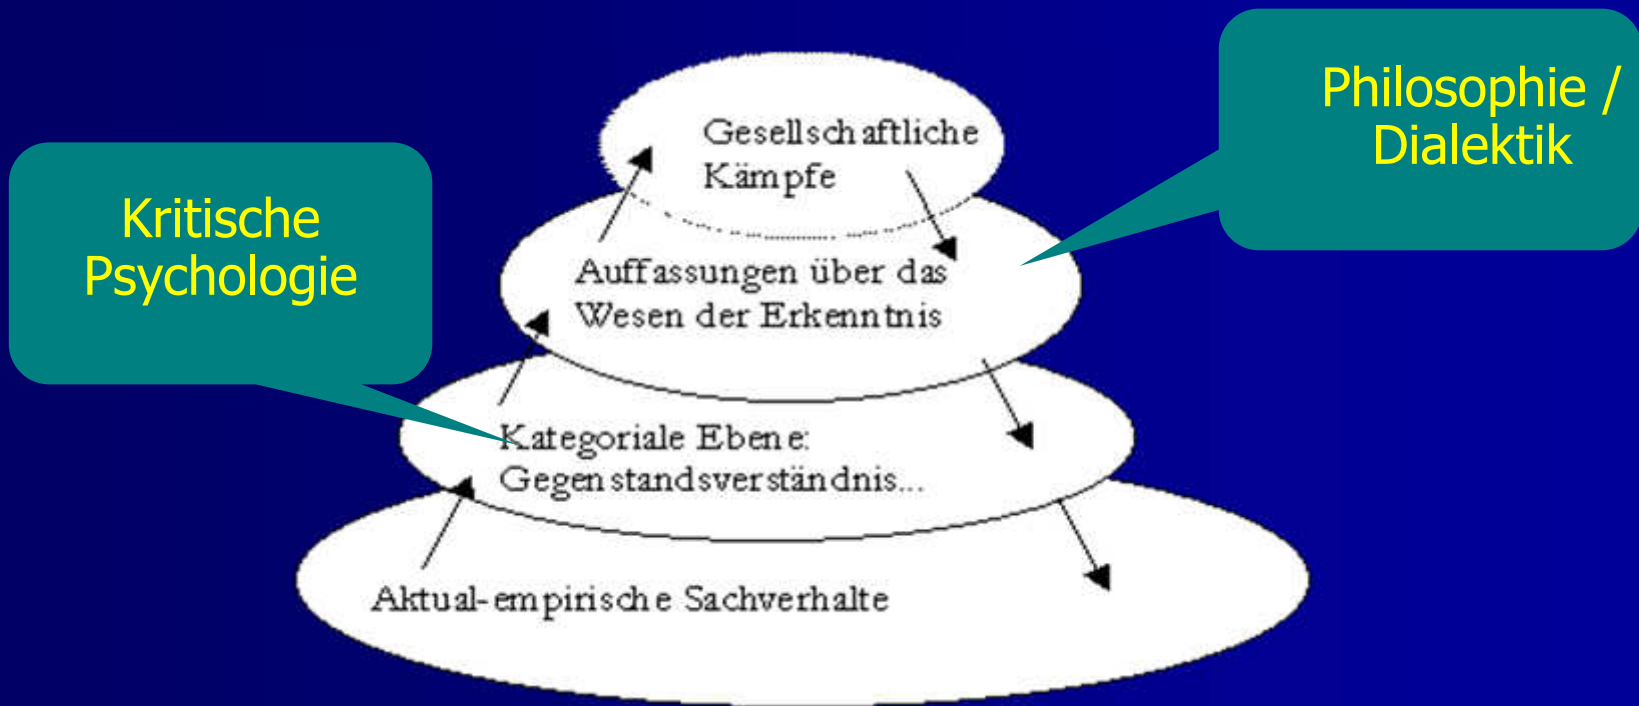 Philosophie /
Dialektik
Kritische
Psychologie
Gesellschaftliche
Kämpfe
Auffassungen über das
Wesen der Erkenntnis
Kategoriale Ebene:
Gegenstandsverständnis...
Aktual-empirische Sachverhalte